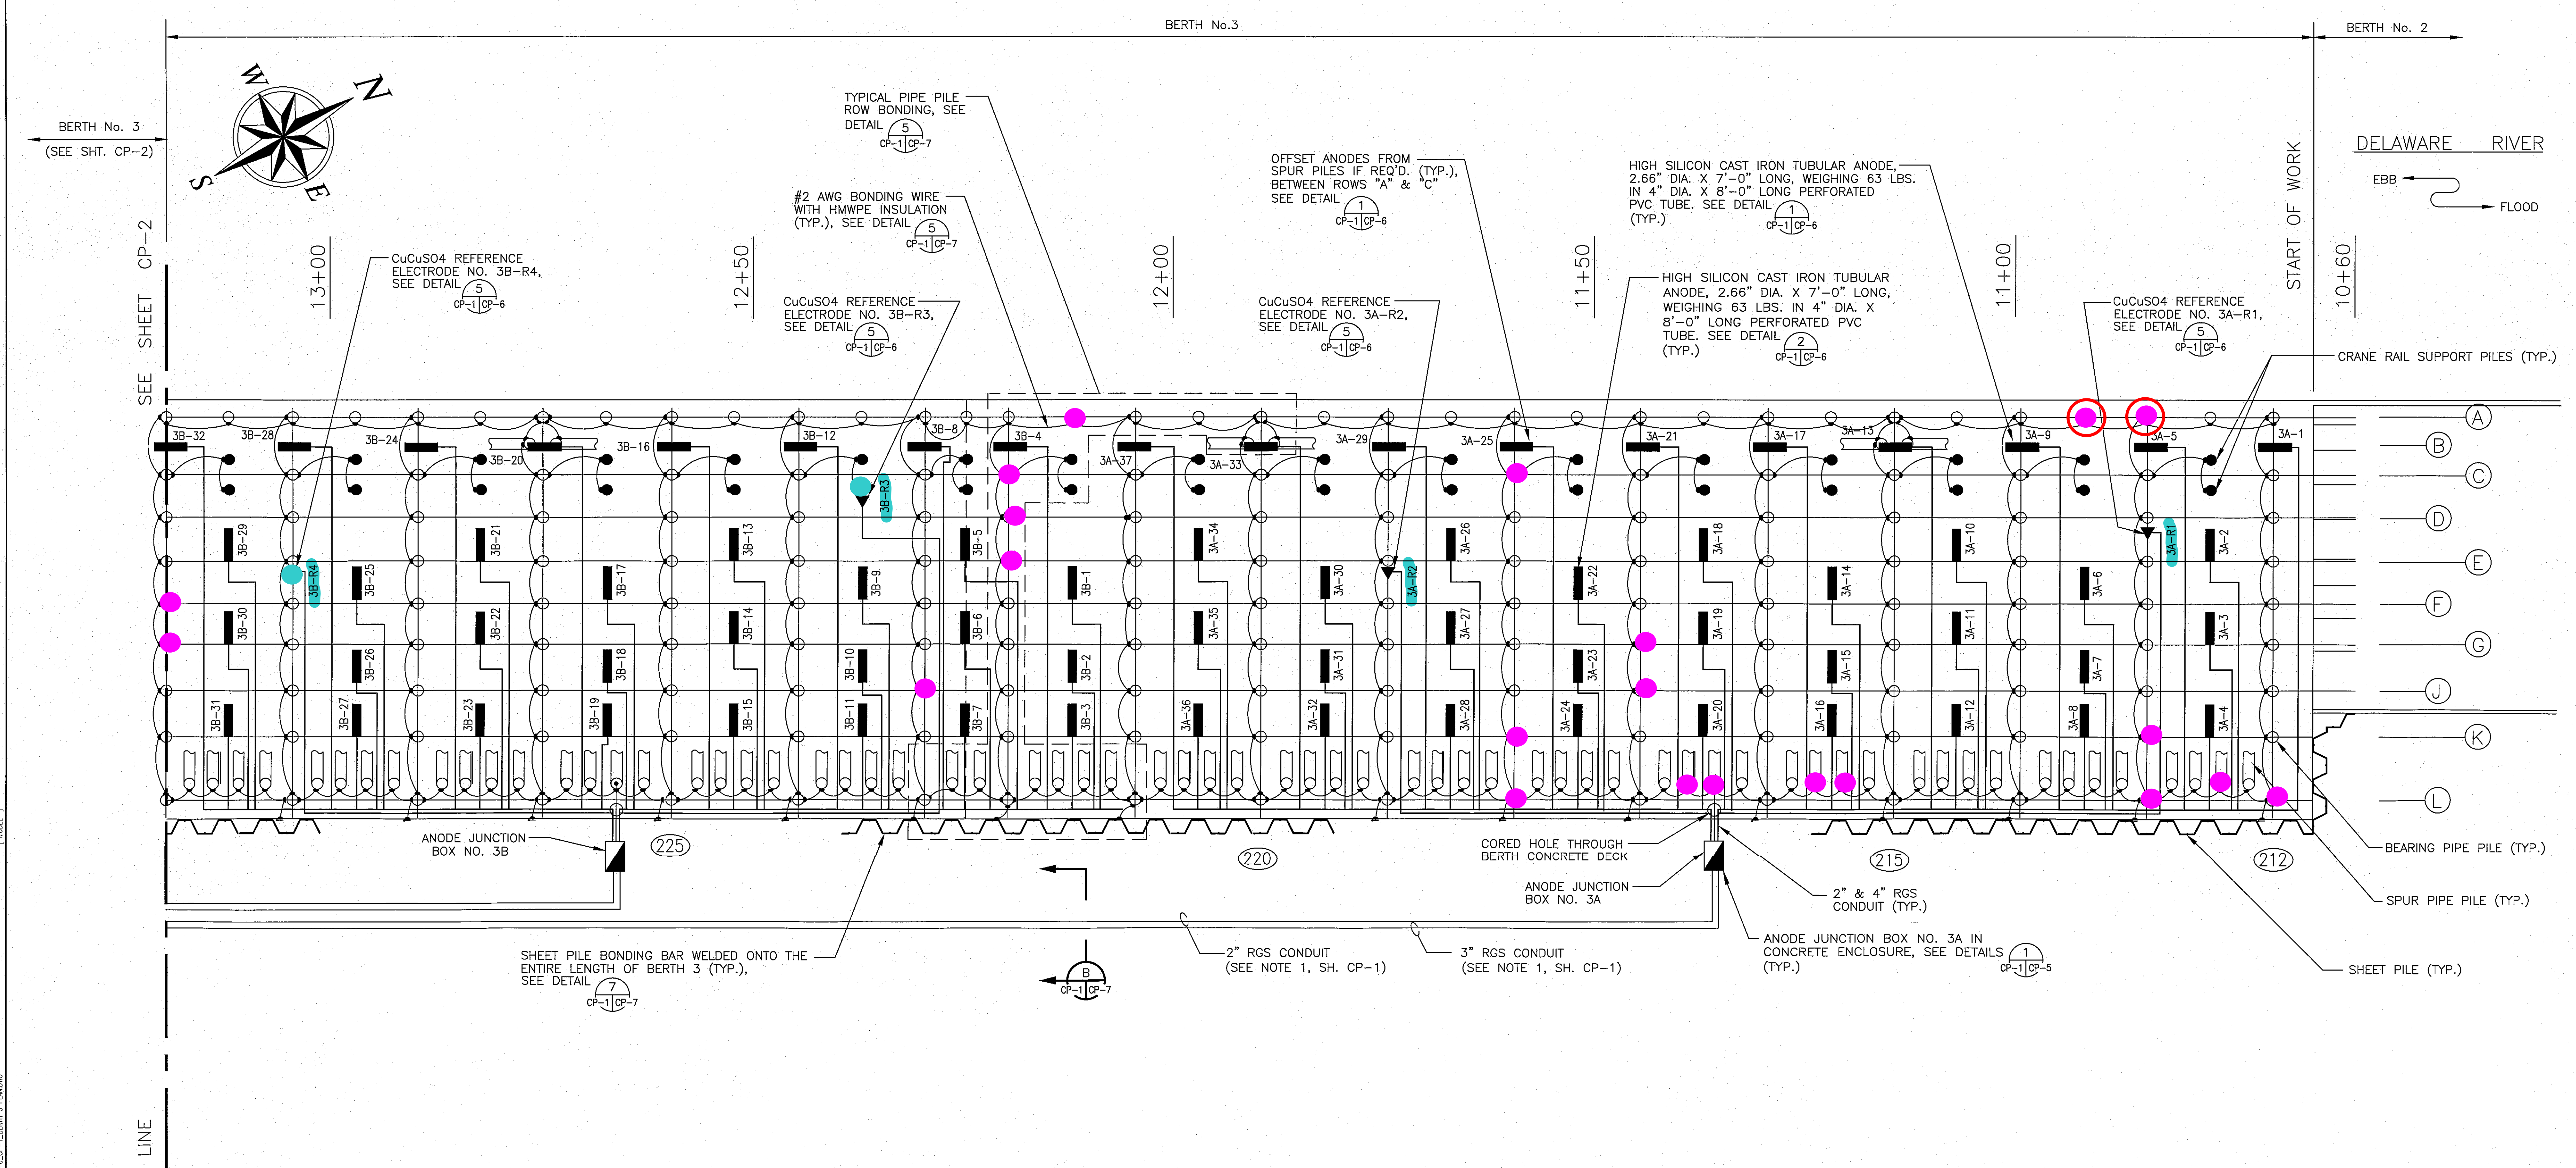 BERTH No.3
BERTH No. 2
BERTH No. 3
(SEE SHT. CP-2)
W
N
S
E
TYPICAL PIPE PILE
ROW BONDING, SEE
DETAIL
5
CP-1 CP-7
#2 AWG BONDING WIRE
WITH HMWPE INSULATION
(TYP.), SEE DETAIL
5
CP-1 CP-7
OFFSET ANODES FROM
SPUR PILES IF REQ'D. (TYP.),
BETWEEN ROWS "A" & "C"
SEE DETAIL
1
CP-1 CP-6
HIGH SILICON CAST IRON TUBULAR ANODE,
2.66" DIA. X 7'-0" LONG, WEIGHING 63 LBS.
IN 4" DIA. X 8'-0" LONG PERFORATED
PVC TUBE. SEE DETAIL
(TYP.)
1
CP-1 CP-6
DELAWARE RIVER
EBB
FLOOD
START OF WORK
SEE SHEET CP-2
LINE
13+00
12+50
12+00
11+50
11+00
10+60
CuCuSO4 REFERENCE
ELECTRODE NO. 3B-R4,
SEE DETAIL
5
CP-1 CP-6
CuCuSO4 REFERENCE
ELECTRODE NO. 3B-R3,
SEE DETAIL
5
CP-1 CP-6
CuCuSO4 REFERENCE
ELECTRODE NO. 3A-R2,
SEE DETAIL
5
CP-1 CP-6
HIGH SILICON CAST IRON TUBULAR
ANODE, 2.66" DIA. X 7'-0" LONG,
WEIGHING 63 LBS. IN 4" DIA. X
8'-0" LONG PERFORATED PVC
TUBE. SEE DETAIL
(TYP.)
2
CP-1 CP-6
CuCuSO4 REFERENCE
ELECTRODE NO. 3A-R1,
SEE DETAIL
5
CP-1 CP-6
CRANE RAIL SUPPORT PILES (TYP.)
3B-32
3B-28
3B-24
3B-20
3B-16
3B-12
3B-8
3B-4
3A-37
3A-33
3A-29
3A-25
3A-21
3A-17
3A-13
3A-9
3A-5
3A-1
A
B
C
D
E
F
G
J
K
L
3B-R3
3A-R1
3B-R4
3A-R2
3B-29
3B-21
3B-13
3B-5
3A-34
3A-26
3A-18
3A-10
3A-2
3B-25
3B-17
3B-9
3B-1
3A-30
3A-22
3A-14
3A-6
3B-30
3B-22
3B-14
3B-6
3A-35
3A-27
3A-19
3A-11
3A-3
3B-26
3B-18
3B-10
3B-2
3A-31
3A-23
3A-15
3A-7
3B-31
3B-27
3B-23
3B-19
3B-15
3B-11
3B-7
3B-3
3A-36
3A-32
3A-28
3A-24
3A-20
3A-16
3A-12
3A-8
3A-4
ANODE JUNCTION
BOX NO. 3B
225
220
215
212
CORED HOLE THROUGH
BERTH CONCRETE DECK
ANODE JUNCTION
BOX NO. 3A
2" & 4" RGS
CONDUIT (TYP.)
BEARING PIPE PILE (TYP.)
SPUR PIPE PILE (TYP.)
SHEET PILE (TYP.)
SHEET PILE BONDING BAR WELDED ONTO THE
ENTIRE LENGTH OF BERTH 3 (TYP.),
SEE DETAIL
7
CP-1 CP-7
B
CP-1 CP-7
2" RGS CONDUIT
(SEE NOTE 1, SH. CP-1)
3" RGS CONDUIT
(SEE NOTE 1, SH. CP-1)
ANODE JUNCTION BOX NO. 3A IN
CONCRETE ENCLOSURE, SEE DETAILS
(TYP.)
1
CP-1 CP-5